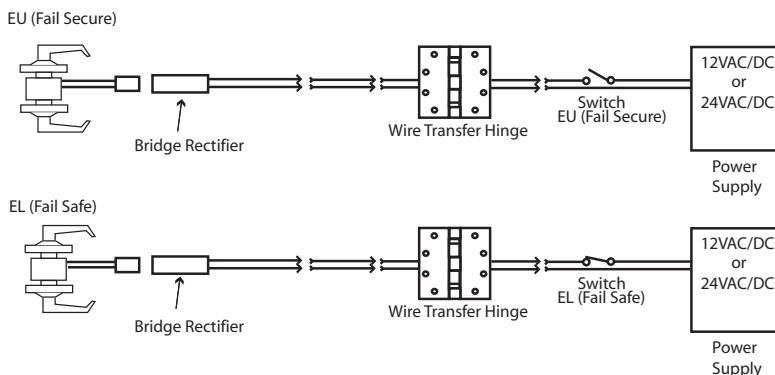 EU (Fail Secure)
12VAC/DC
or
24VAC/DC
Switch
EU (Fail Secure)
Wire Transfer Hinge
Bridge Rectifier
Power
Supply
EL (Fail Safe)
12VAC/DC
or
24VAC/DC
Switch
EL (Fail Safe)
Wire Transfer Hinge
Bridge Rectifier
Power
Supply